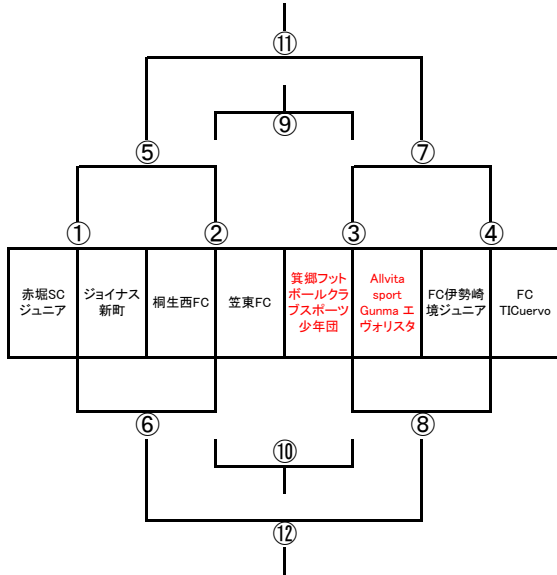 ⑪
⑨
⑤
⑦
①
②
③
④
赤堀SC
ジュニア
ジョイナス
新町
桐生西FC
笠東FC
箕郷フット
ボールクラ
ブスポーツ
少年団
Allvita
sport
Gunma エ
ヴォリスタ
FC伊勢崎
境ジュニア
FC
TICuervo
⑥
⑧
⑩
⑫